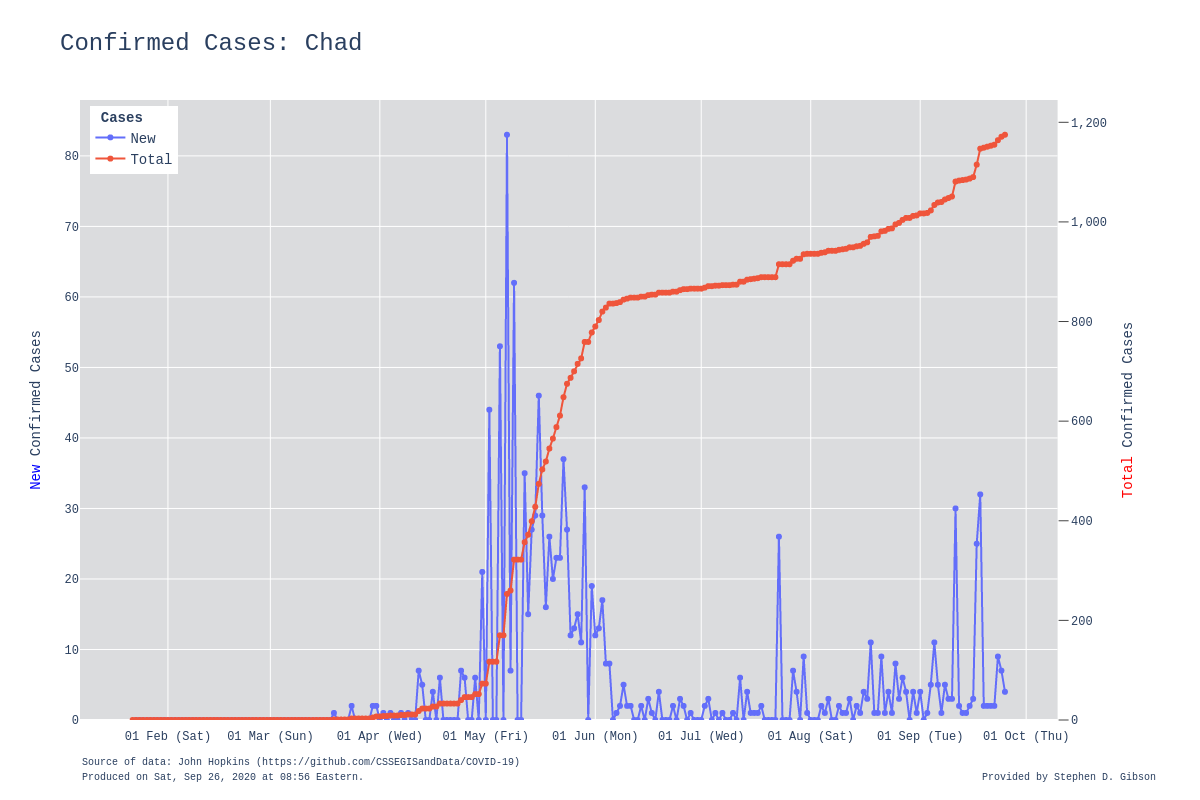 Confirmed Cases: Chad
Cases
New
Total
80
70
60
50
40
30
20
10
0
New Confirmed Cases
1,200
1,000
800
600
400
200
0
Total Confirmed Cases
01 Feb (Sat) 01 Mar (Sun) 01 Apr (Wed) 01 May (Fri) 01 Jun (Mon) 01 Jul (Wed) 01 Aug (Sat) 01 Sep (Tue) 01 Oct (Thu)
Source of data: John Hopkins (https://github.com/CSSEGISandData/COVID-19)
Produced on Sat, Sep 26, 2020 at 08:56 Eastern.
Provided by Stephen D. Gibson